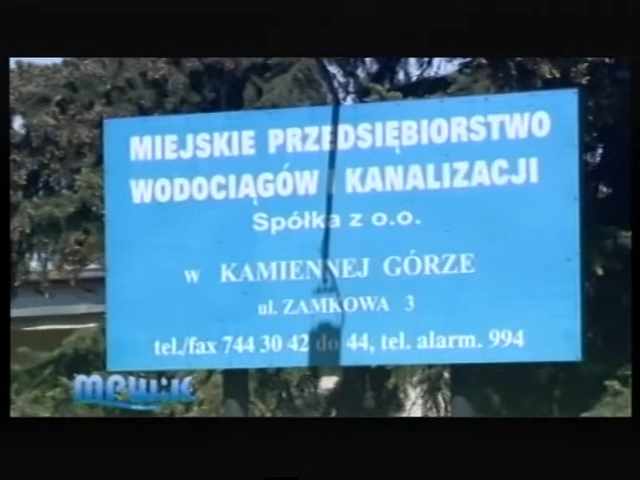 MIEJSKIE PRZEDSIĘBIORSTWO
WODOCIĄGÓW I KANALIZACJI
Spółka z o.o.
w KAMIENNEJ GÓRZE
ul. ZAMKOWA 3
tel./fax 744 30 42 do 44, tel. alarm. 994
MPWiK